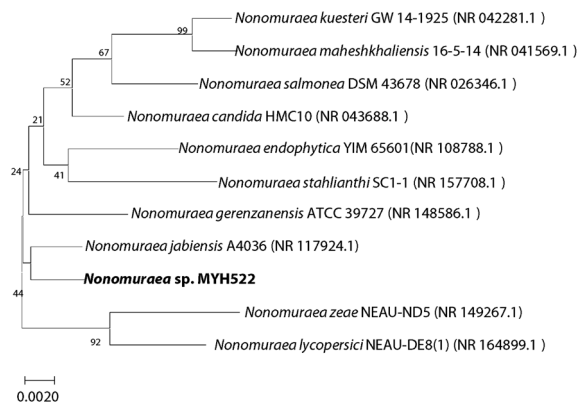 99
Nonomuraea kuesteri GW 14-1925 (NR 042281.1 )
67
Nonomuraea maheshkhaliensis 16-5-14 (NR 041569.1 )
52
Nonomuraea salmonea DSM 43678 (NR 026346.1 )
21
Nonomuraea candida HMC10 (NR 043688.1 )
Nonomuraea endophytica YIM 65601(NR 108788.1 )
24
41
Nonomuraea stahlianthi SC1-1 (NR 157708.1 )
Nonomuraea gerenzanensis ATCC 39727 (NR 148586.1 )
Nonomuraea jabiensis A4036 (NR 117924.1)
Nonomuraea sp. MYH522
44
Nonomuraea zeae NEAU-ND5 (NR 149267.1)
92
Nonomuraea lycopersici NEAU-DE8(1) (NR 164899.1 )
0.0020